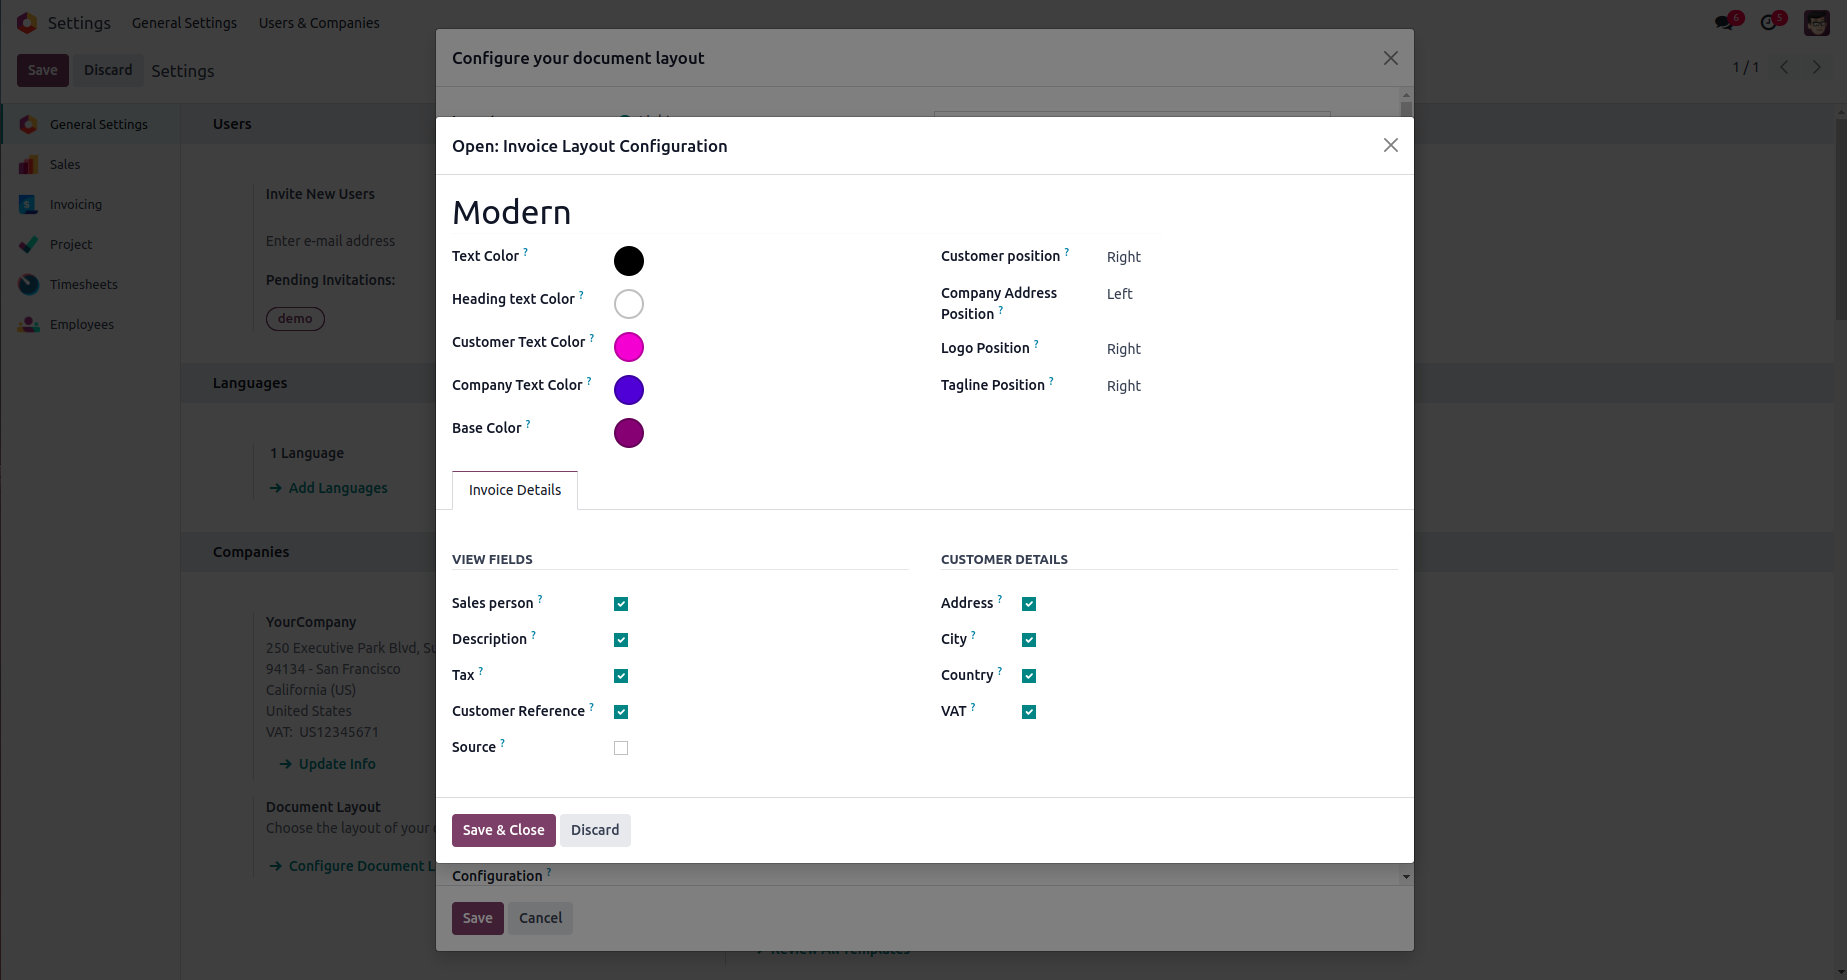 Settings General Settings Users & Companies 6 5
Save Discard Settings 1 / 1
Configure your document layout
General Settings
Sales
Invoicing
Project
Timesheets
Employees
Users
Invite New Users
Enter e-mail address
Pending Invitations:
demo
Languages
1 Language
→ Add Languages
Companies
YourCompany
250 Executive Park Blvd,
94134 - San Francisco
California (US)
United States
VAT: US12345671
→ Update Info
Document Layout
Choose the layout of your
→ Configure Document
Open: Invoice Layout Configuration
Modern
Text Color ?
Heading text Color ?
Customer Text Color ?
Company Text Color ?
Base Color ?
Customer position ? Right
Company Address Position ? Left
Logo Position ? Right
Tagline Position ? Right
Invoice Details
VIEW FIELDS
Sales person ?
Description ?
Tax ?
Customer Reference ?
Source ?
CUSTOMER DETAILS
Address ?
City ?
Country ?
VAT ?
Save & Close Discard
Configuration ?
Save Cancel